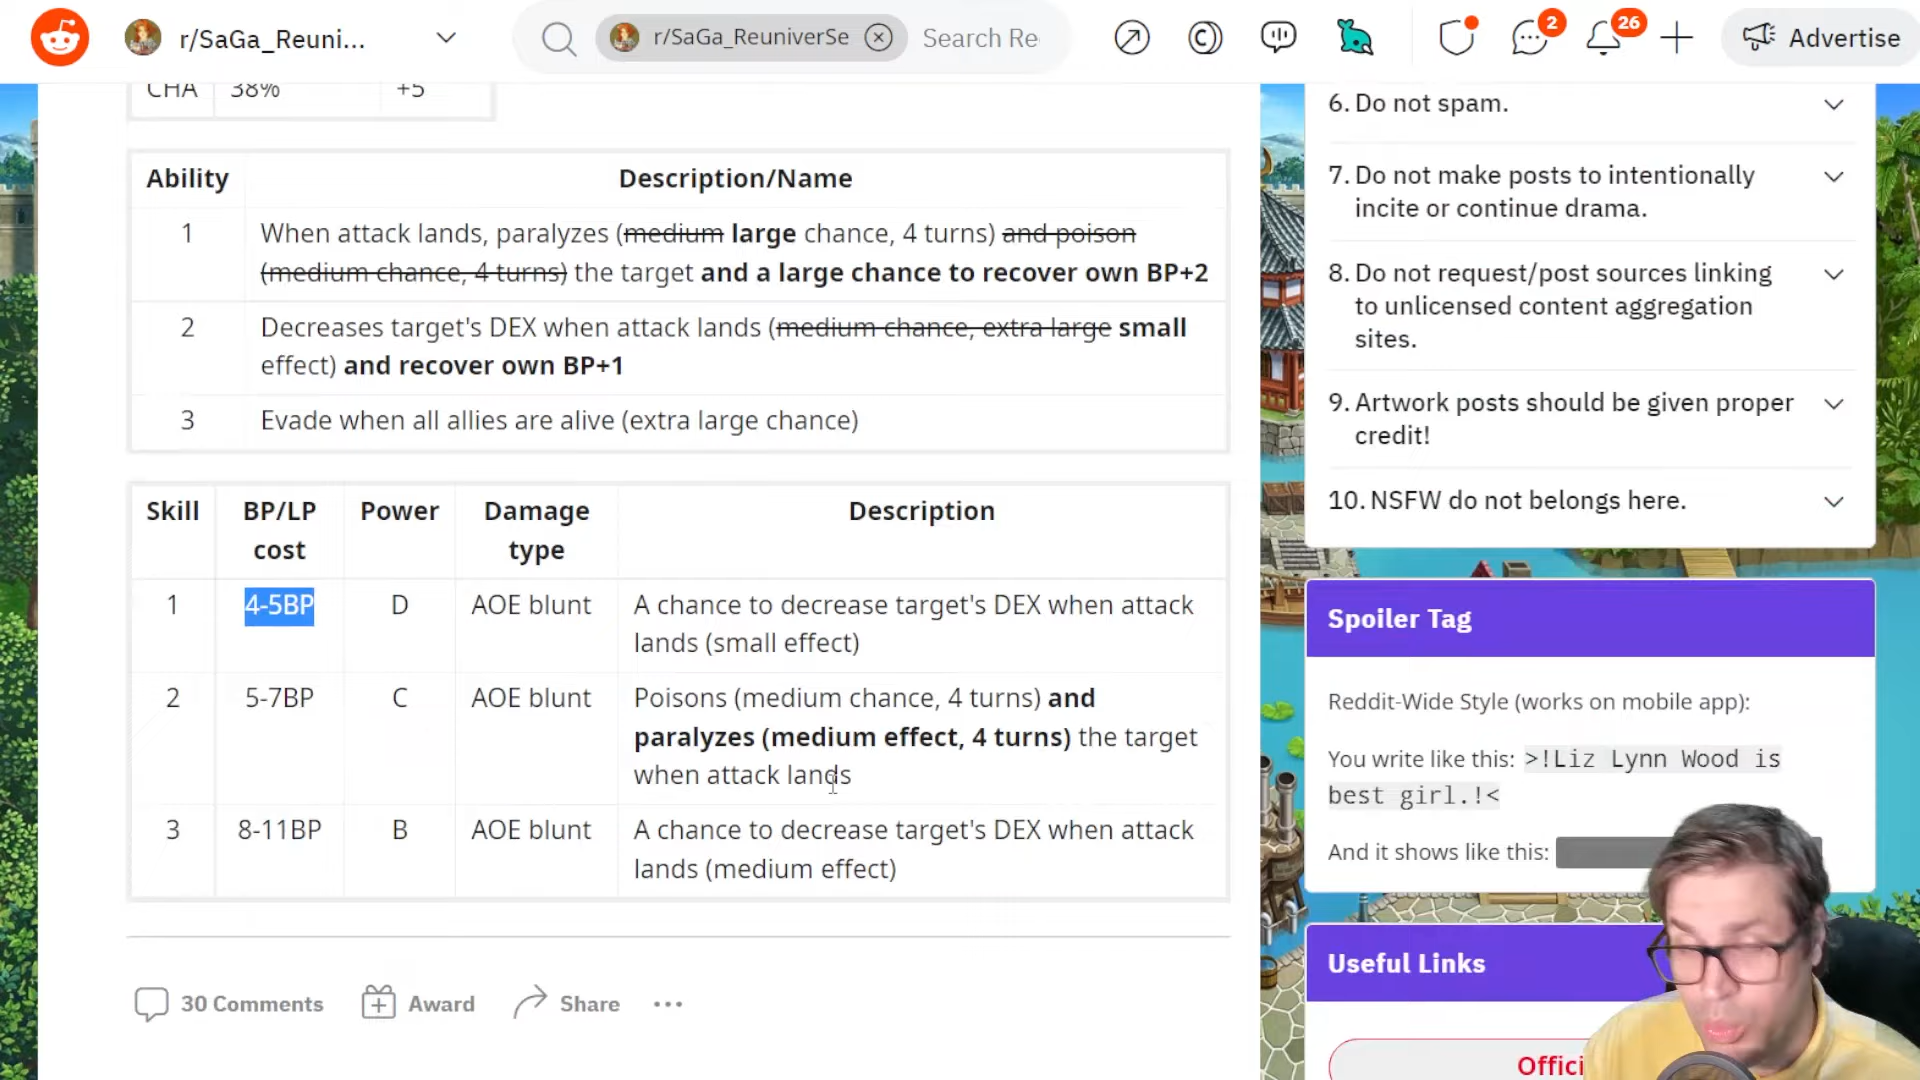 r/SaGa_Reuni...
r/SaGa_ReuniverSe
Search Re
2
26
Advertise
CHA 38% +5
Ability Description/Name
1 When attack lands, paralyzes (medium large chance, 4 turns) and poison
(medium chance, 4 turns) the target and a large chance to recover own BP+2
2 Decreases target's DEX when attack lands (medium chance, extra large small
effect) and recover own BP+1
3 Evade when all allies are alive (extra large chance)
Skill BP/LP Power Damage Description
cost type
1 4-5BP D AOE blunt A chance to decrease target's DEX when attack
lands (small effect)
2 5-7BP C AOE blunt Poisons (medium chance, 4 turns) and
paralyzes (medium effect, 4 turns) the target
when attack lands
3 8-11BP B AOE blunt A chance to decrease target's DEX when attack
lands (medium effect)
30 Comments
Award
Share
6. Do not spam.
7. Do not make posts to intentionally
incite or continue drama.
8. Do not request/post sources linking
to unlicensed content aggregation
sites.
9. Artwork posts should be given proper
credit!
10. NSFW do not belongs here.
Spoiler Tag
Reddit-Wide Style (works on mobile app):
You write like this: >!Liz Lynn Wood is
best girl.!<
And it shows like this:
Useful Links
Offici